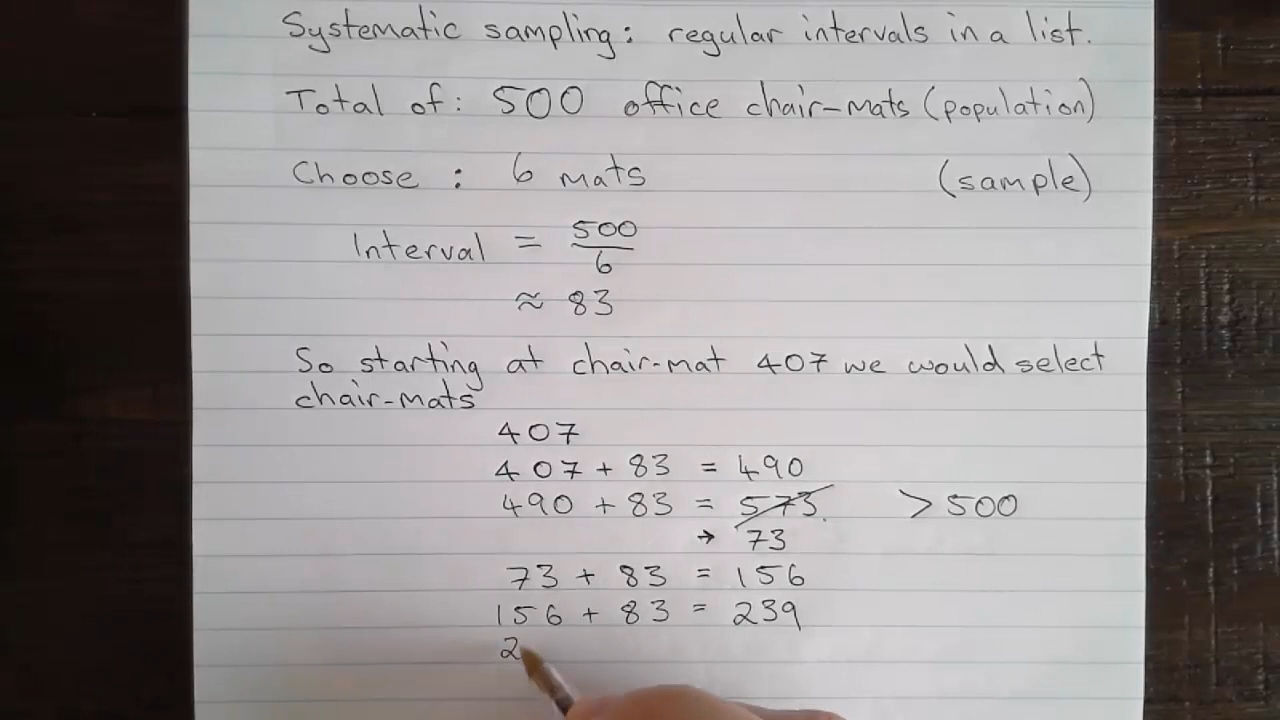 Systematic sampling: regular intervals in a list.
Total of: 500 office chair-mats (population)
Choose : 6 mats (sample)
Interval = 500/6
≈ 83
So starting at chair-mat 407 we would select
chair-mats
407
407 + 83 = 490
490 + 83 = 573 > 500
→ 73
73 + 83 = 156
156 + 83 = 239
2